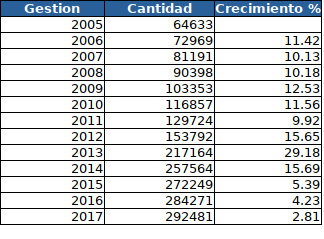 Gestion Cantidad Crecimiento %
2005 64633
2006 72969 11.42
2007 81191 10.13
2008 90398 10.18
2009 103353 12.53
2010 116857 11.56
2011 129724 9.92
2012 153792 15.65
2013 217164 29.18
2014 257564 15.69
2015 272249 5.39
2016 284271 4.23
2017 292481 2.81